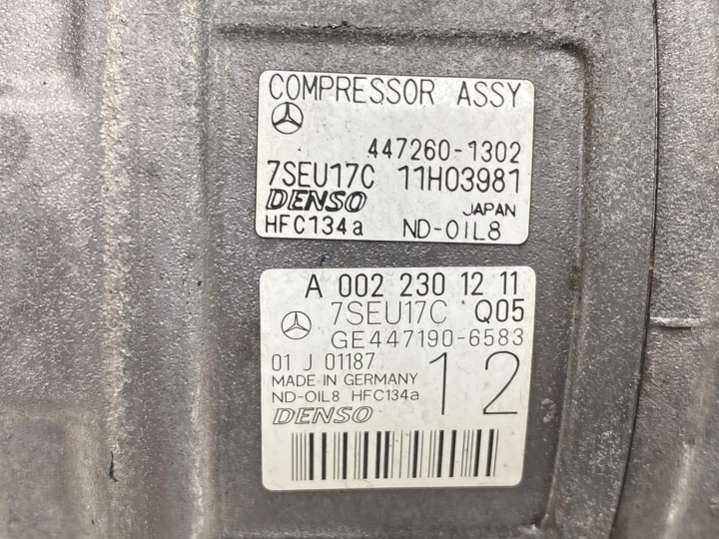 COMPRESSOR ASSY
447260-1302
7SEU17C 11H03981
DENSO JAPAN
HFC134a ND-OIL8
A 002 230 12 11
7SEU17C Q05
GE447190-6583
01 J 01187
12
MADE IN GERMANY
ND-OIL8 HFC134a
DENSO